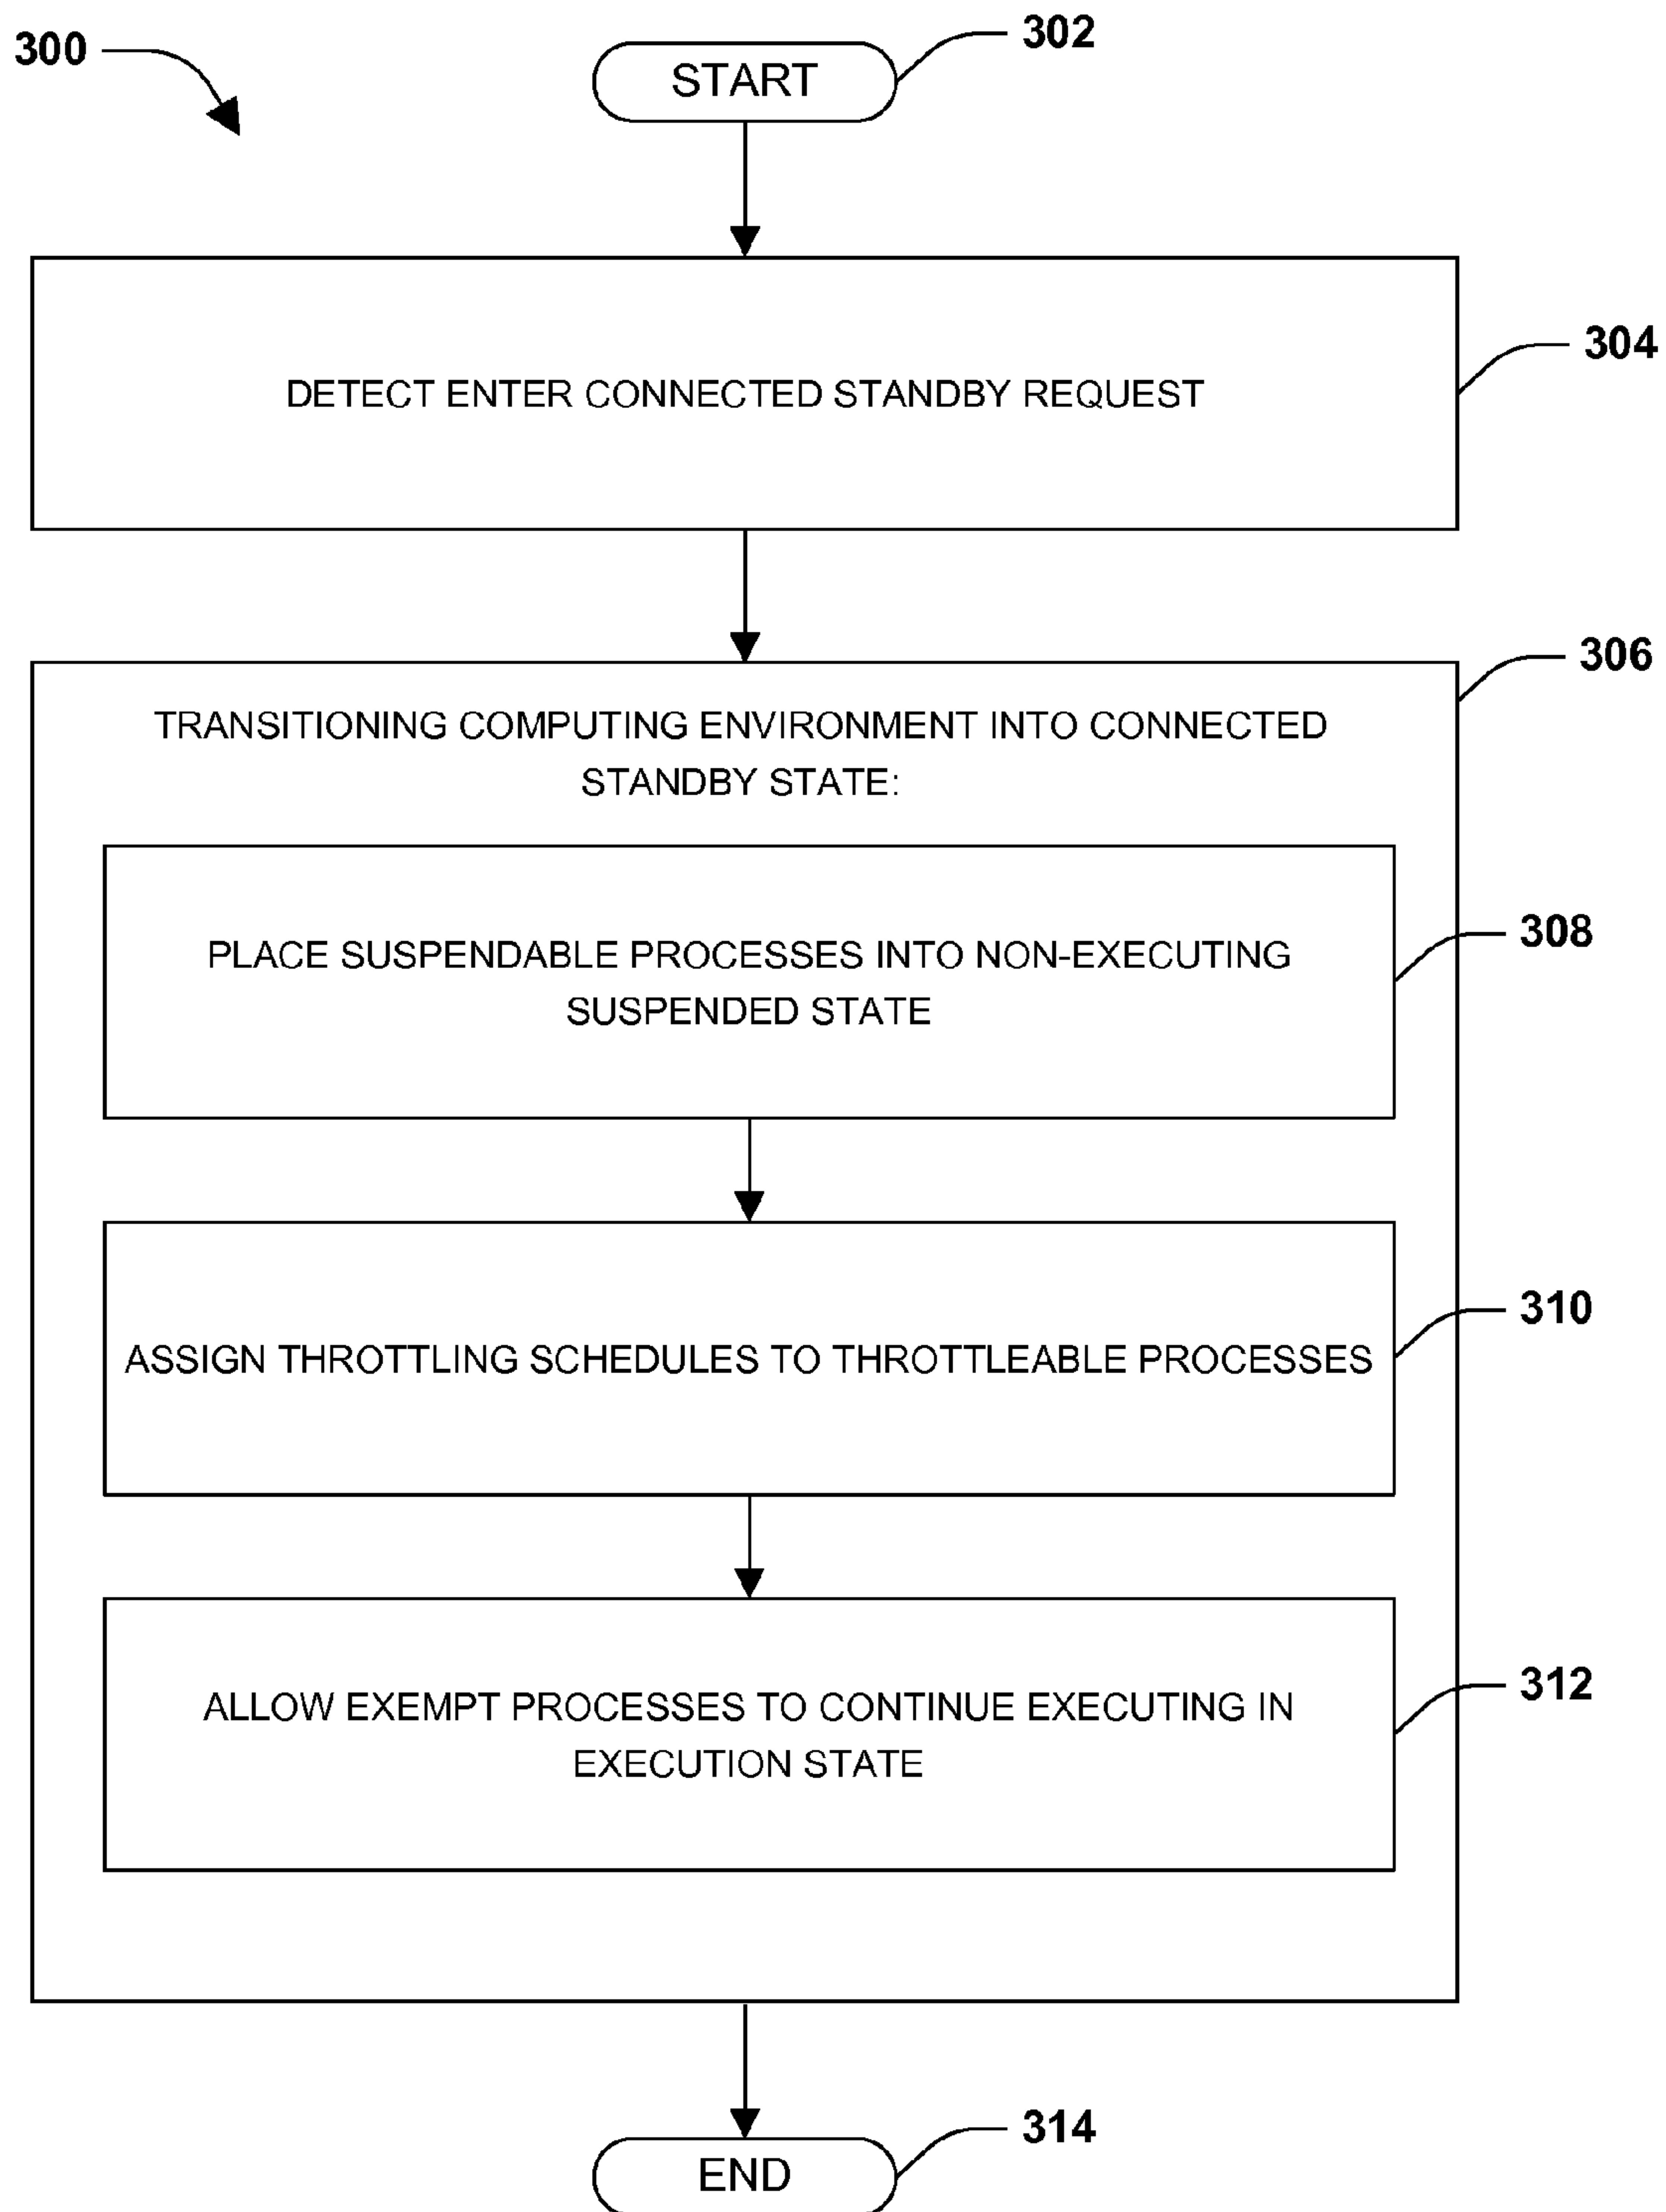 300
302
START
304
DETECT ENTER CONNECTED STANDBY REQUEST
306
TRANSITIONING COMPUTING ENVIRONMENT INTO CONNECTED
STANDBY STATE:
308
PLACE SUSPENDABLE PROCESSES INTO NON-EXECUTING
SUSPENDED STATE
310
ASSIGN THROTTLING SCHEDULES TO THROTTLEABLE PROCESSES
312
ALLOW EXEMPT PROCESSES TO CONTINUE EXECUTING IN
EXECUTION STATE
314
END